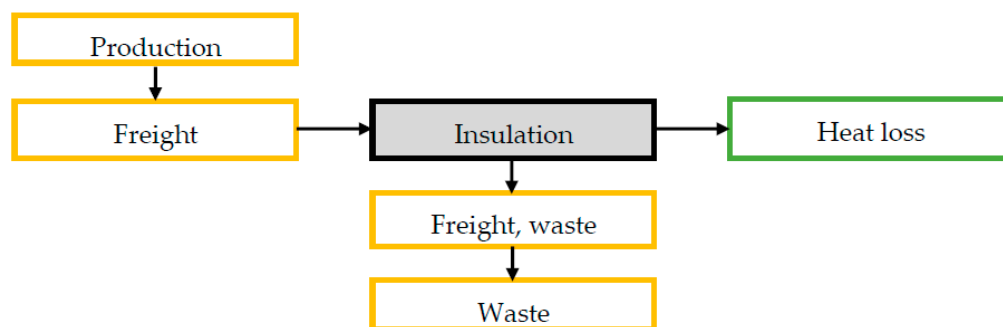 Production
Freight
Insulation
Heat loss
Freight, waste
Waste